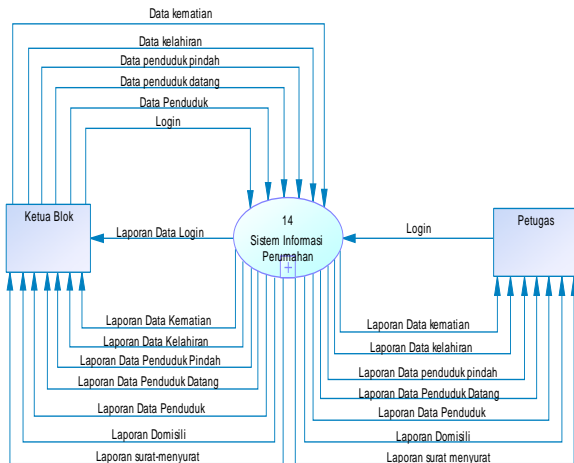 Data kematian
Data kelahiran
Data penduduk pindah
Data penduduk datang
Data Penduduk
Login
Ketua Blok
14
Sistem Informasi
Perumahan
Petugas
Laporan Data Login
Login
Laporan Data Kematian
Laporan Data Kelahiran
Laporan Data Penduduk Pindah
Laporan Data Penduduk Datang
Laporan Data Penduduk
Laporan Domisili
Laporan surat-menyurat
Laporan Data kematian
Laporan Data kelahiran
Laporan Data penduduk pindah
Laporan Data Penduduk Datang
Laporan Data Penduduk
Laporan Domisili
Laporan surat menyurat